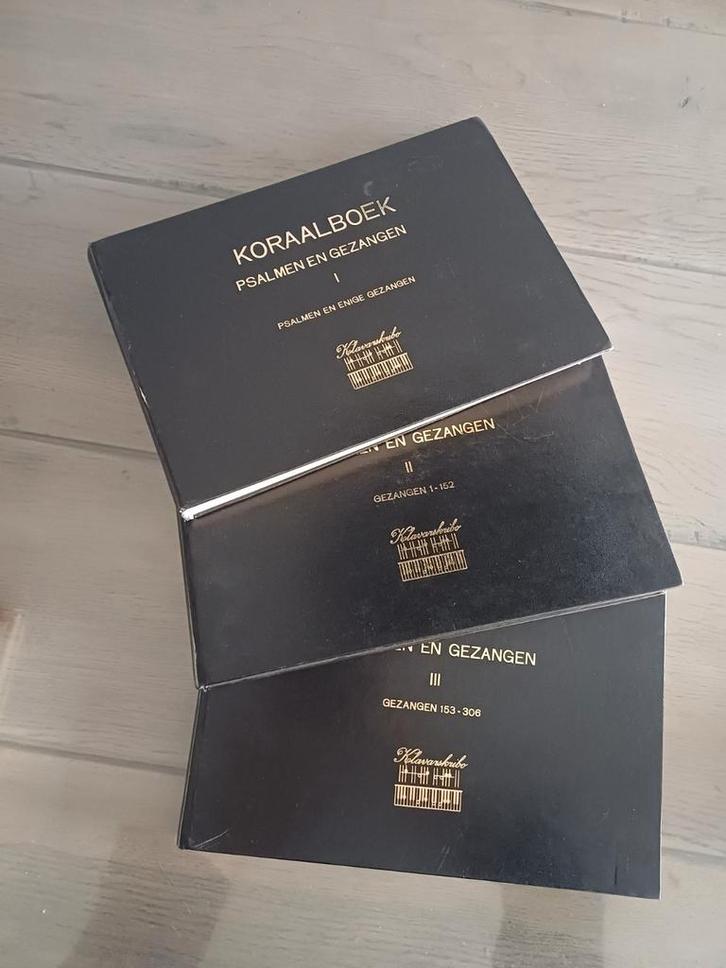 KORAALBOEK
PSALMEN EN GEZANGEN
I
PSALMEN EN ENIGE GEZANGEN
Klavarskribo
EN GEZANGEN
II
GEZANGEN 1-152
Klavarskribo
EN GEZANGEN
III
GEZANGEN 153-306
Klavarskribo